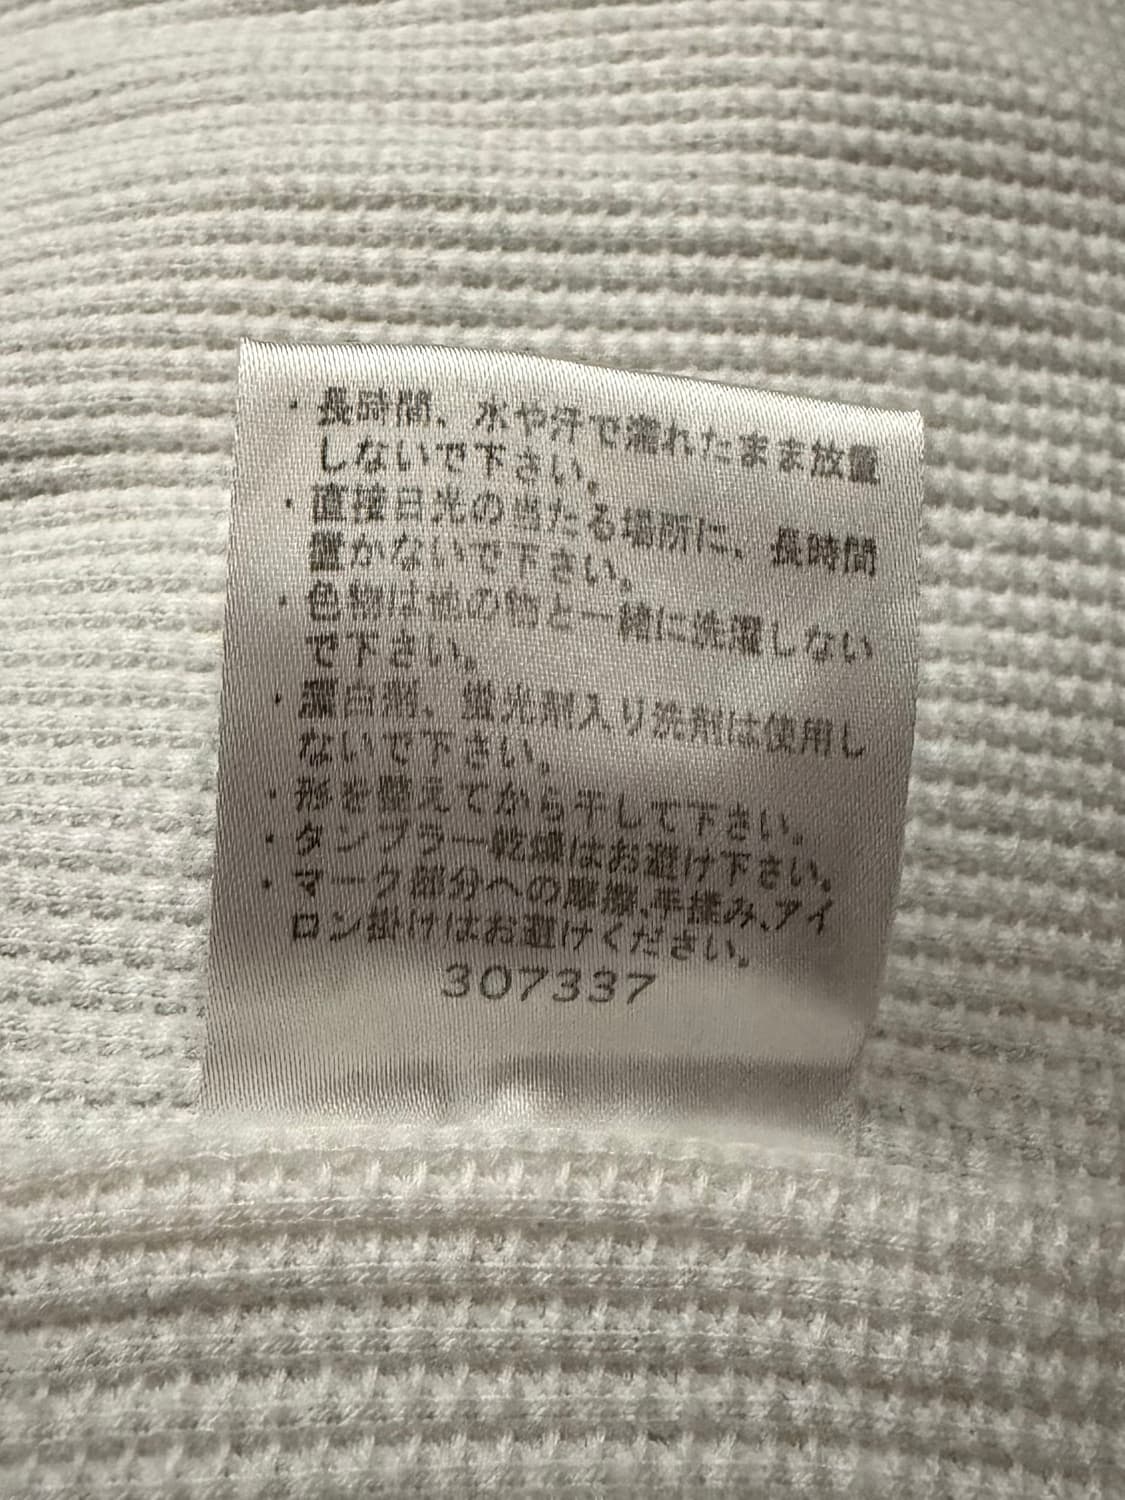 ・長時間、水や汗で濡れたまま放置
しないで下さい。
・直接日光の当たる場所に、長時間
置かないで下さい。
・色物は他の物と一緒に洗濯しない
で下さい。
・漂白剤、蛍光剤入り洗剤は使用し
ないで下さい。
・形を整えてから干して下さい。
・タンブラー乾燥はお避け下さい。
・マーク部分への摩擦、手揉み、アイ
ロン掛けはお避けください。
307337